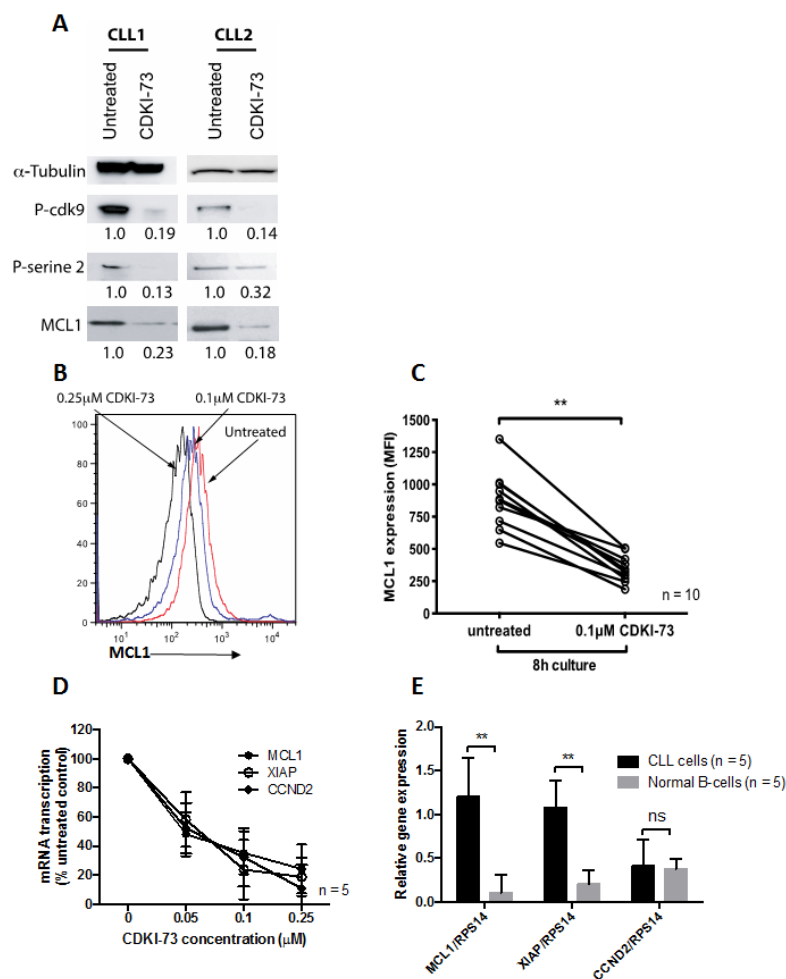 A
CLL1 CLL2
Untreated CDKI-73 Untreated CDKI-73
α-Tubulin
P-cdk9
1.0 0.19 1.0 0.14
P-serine 2
1.0 0.13 1.0 0.32
MCL1
1.0 0.23 1.0 0.18
B
0.25μM CDKI-73 0.1μM CDKI-73
Untreated
100
80
60
40
20
0
10¹ 10² 10³ 10⁴
MCL1
C
**
MCL1 expression (MFI)
1500
1250
1000
750
500
250
0
n = 10
untreated 0.1μM CDKI-73
8h culture
D
mRNA transcription
(% untreated control)
120
100
80
60
40
20
0
MCL1
XIAP
CCND2
n = 5
0 0.05 0.1 0.25
CDKI-73 concentration (μM)
E
Relative gene expression
2.0
1.5
1.0
0.5
0.0
** ** ns
CLL cells (n = 5)
Normal B-cells (n = 5)
MCL1/RPS14 XIAP/RPS14 CCND2/RPS14